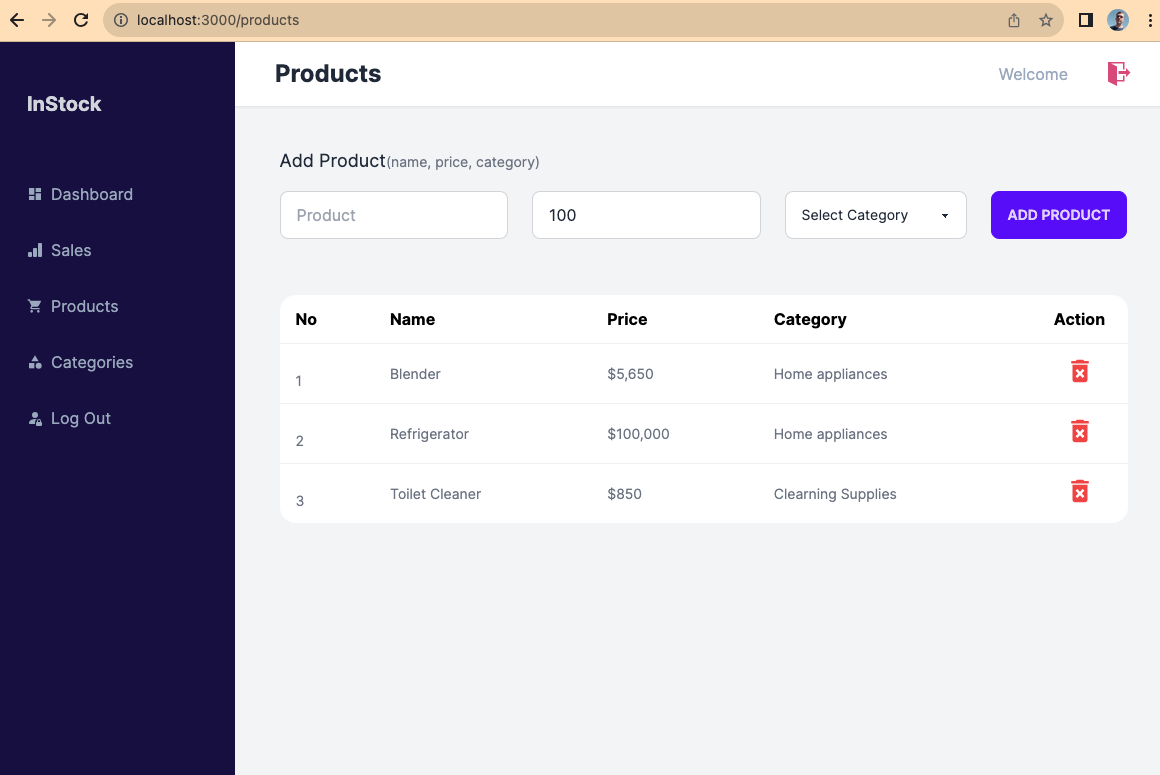 localhost:3000/products
InStock
Products
Welcome
Dashboard
Sales
Products
Categories
Log Out
Add Product(name, price, category)
Product 100 Select Category ADD PRODUCT
No Name Price Category Action
1 Blender $5,650 Home appliances
2 Refrigerator $100,000 Home appliances
3 Toilet Cleaner $850 Clearning Supplies